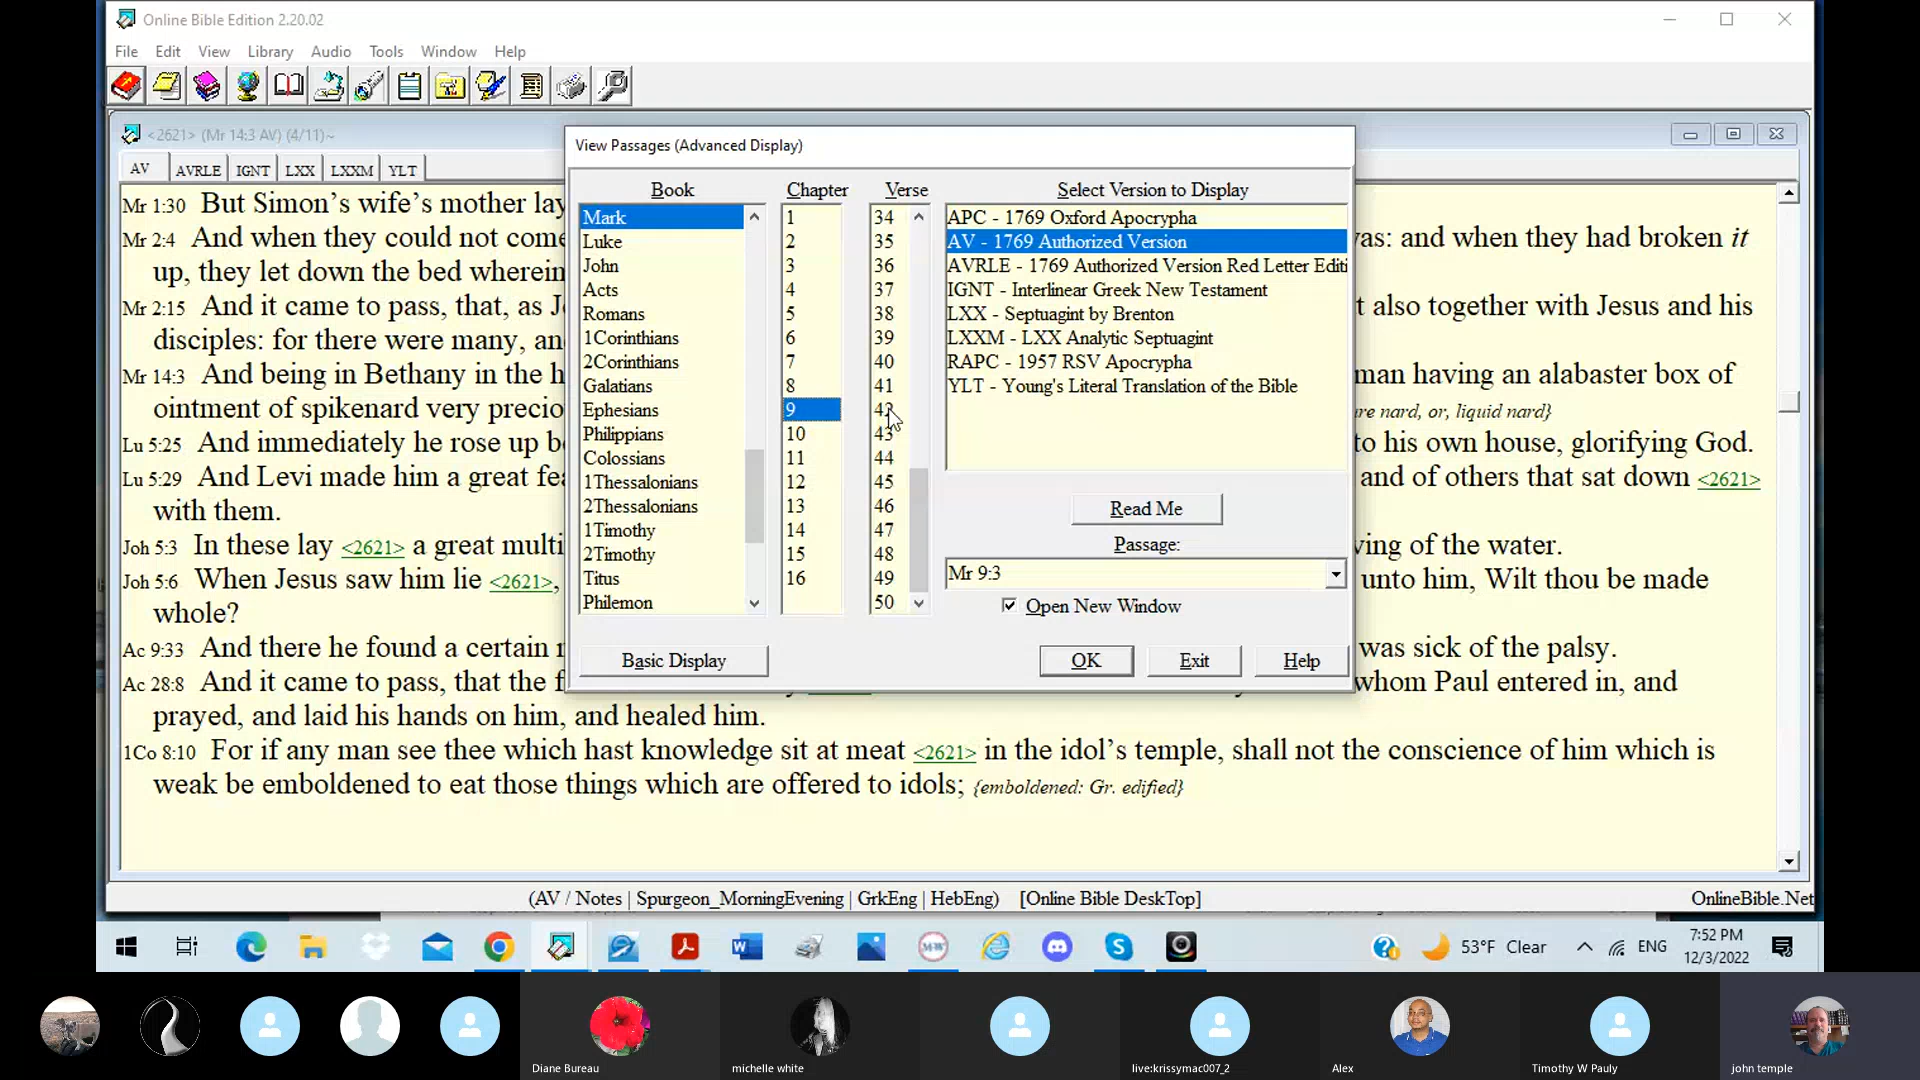 Online Bible Edition 2.20.02
File Edit View Library Audio Tools Window Help
<2621> (Mr 14:3 AV) (4/11)~
AV AVRLE IGNT LXX LXXM YLT
Mr 1:30 But Simon’s wife’s mother lay
Mr 2:4 And when they could not come
was: and when they had broken it
up, they let down the bed wherein
Mr 2:15 And it came to pass, that, as J
t also together with Jesus and his
disciples: for there were many, an
Mr 14:3 And being in Bethany in the h
man having an alabaster box of
ointment of spikenard very precio
re nard, or, liquid nard}
Lu 5:25 And immediately he rose up b
to his own house, glorifying God.
Lu 5:29 And Levi made him a great fea
and of others that sat down <2621>
with them.
Joh 5:3 In these lay <2621> a great multi
ving of the water.
Joh 5:6 When Jesus saw him lie <2621>,
unto him, Wilt thou be made
whole?
Ac 9:33 And there he found a certain
was sick of the palsy.
Ac 28:8 And it came to pass, that the f
whom Paul entered in, and
prayed, and laid his hands on him, and healed him.
1Co 8:10 For if any man see thee which hast knowledge sit at meat <2621> in the idol’s temple, shall not the conscience of him which is
weak be emboldened to eat those things which are offered to idols; {emboldened: Gr. edified}
View Passages (Advanced Display)
Book
Mark
Luke
John
Acts
Romans
1Corinthians
2Corinthians
Galatians
Ephesians
Philippians
Colossians
1Thessalonians
2Thessalonians
1Timothy
2Timothy
Titus
Philemon
Chapter
1
2
3
4
5
6
7
8
9
10
11
12
13
14
15
16
Verse
34
35
36
37
38
39
40
41
42
43
44
45
46
47
48
49
50
Select Version to Display
APC - 1769 Oxford Apocrypha
AV - 1769 Authorized Version
AVRLE - 1769 Authorized Version Red Letter Editi
IGNT - Interlinear Greek New Testament
LXX - Septuagint by Brenton
LXXM - LXX Analytic Septuagint
RAPC - 1957 RSV Apocrypha
YLT - Young's Literal Translation of the Bible
Read Me
Passage:
Mr 9:3
Open New Window
Basic Display OK Exit Help
(AV / Notes | Spurgeon_MorningEvening | GrkEng | HebEng) [Online Bible DeskTop] OnlineBible.Net
53°F Clear ENG 7:52 PM
12/3/2022
Diane Bureau michelle white live:krissymac007_2 Alex Timothy W Pauly john temple